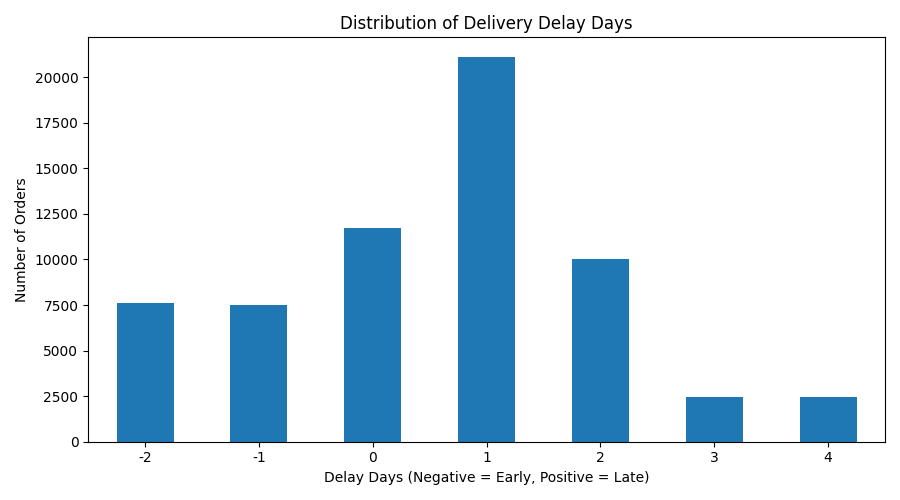 Distribution of Delivery Delay Days
Number of Orders
20000
17500
15000
12500
10000
7500
5000
2500
0
-2 -1 0 1 2 3 4
Delay Days (Negative = Early, Positive = Late)